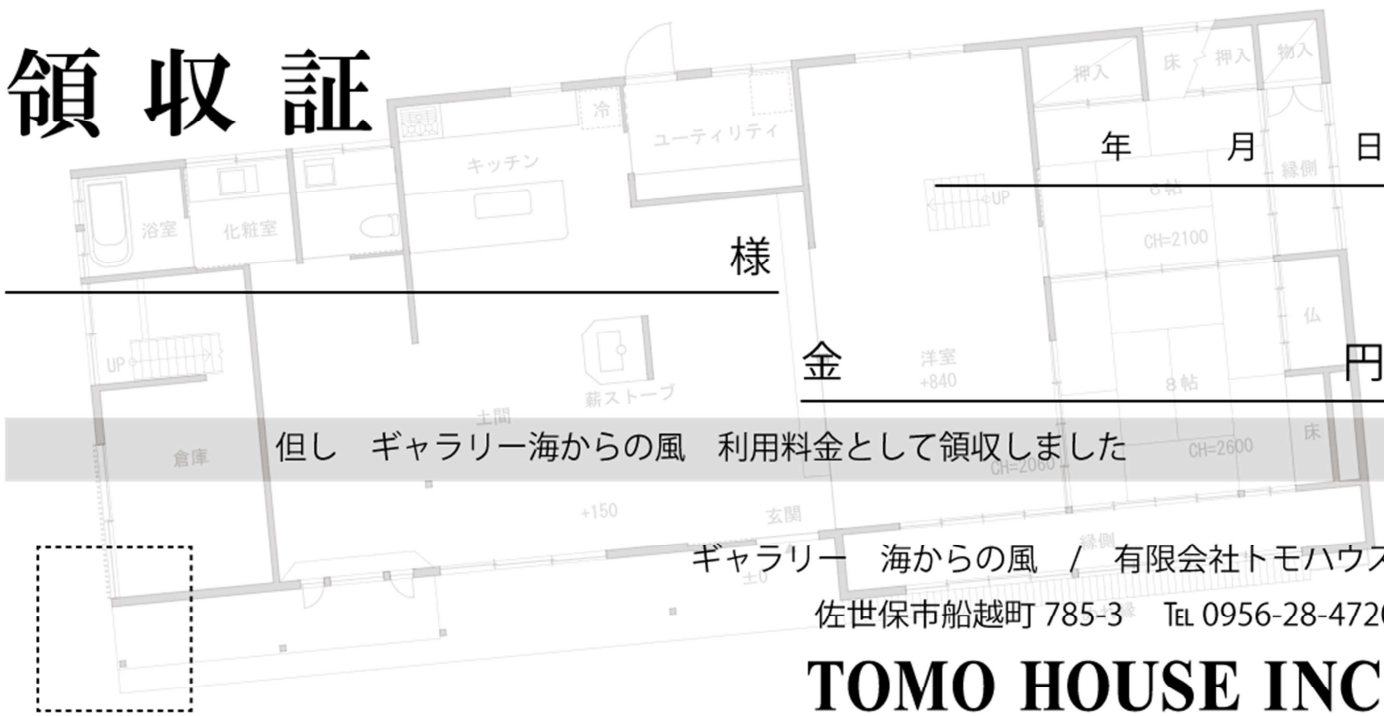 領収証
年 月 日
様
金 円
但し ギャラリー海からの風 利用料金として領収しました
ギャラリー 海からの風 / 有限会社トモハウス
佐世保市船越町 785-3 ℡ 0956-28-4720
TOMO HOUSE INC
押入
床
押入
物入
冷
ユーティリティ
キッチン
縁側
8帖
UP
浴室
化粧室
CH=2100
仏
UP
洋室
+840
薪ストーブ
8帖
土間
床
倉庫
CH=2060
CH=2600
+150
玄関
縁側
±0